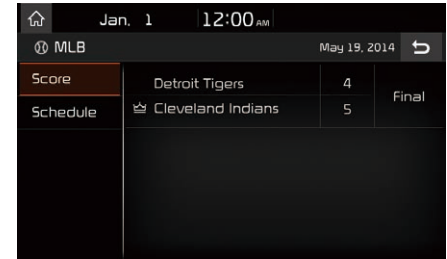 Jan. 1 12:00 AM
MLB May 19, 2014
Score Detroit Tigers 4
Final
Schedule Cleveland Indians 5